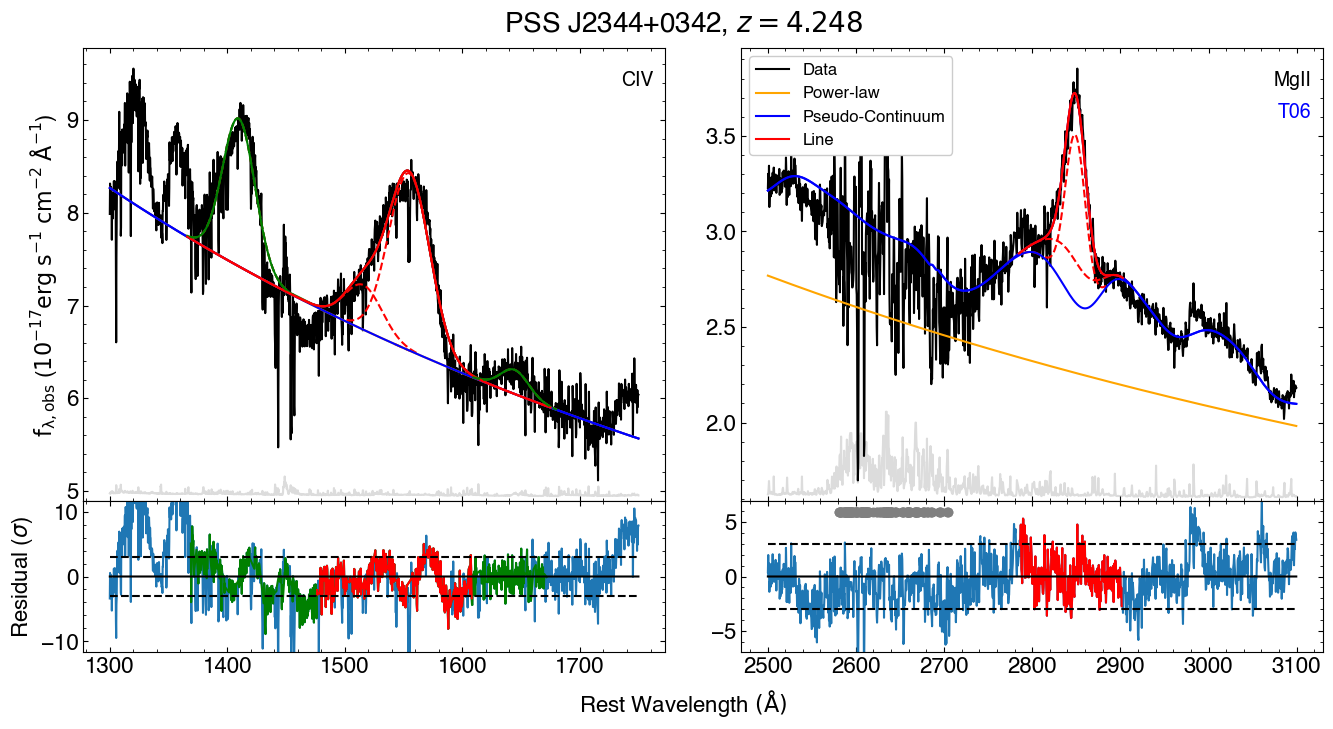 PSS J2344+0342, z = 4.248
CIV
9
8
7
6
5
f_λ, obs (10⁻¹⁷erg s⁻¹ cm⁻² Å⁻¹)
Data
Power-law
Pseudo-Continuum
Line
MgII
T06
3.5
3.0
2.5
2.0
10
0
−10
Residual (σ)
5
0
−5
1300 1400 1500 1600 1700
2500 2600 2700 2800 2900 3000 3100
Rest Wavelength (Å)